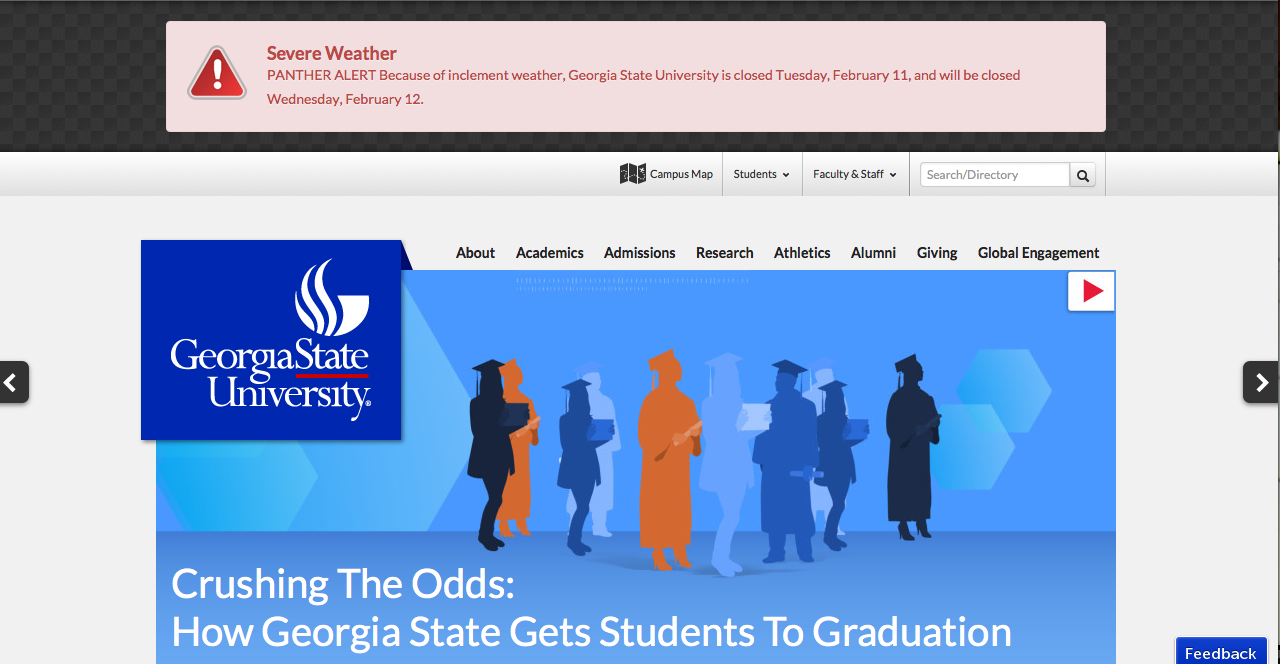 Severe Weather
PANTHER ALERT Because of inclement weather, Georgia State University is closed Tuesday, February 11, and will be closed
Wednesday, February 12.
Campus Map
Students
Faculty & Staff
Search/Directory
About
Academics
Admissions
Research
Athletics
Alumni
Giving
Global Engagement
GeorgiaState
University®
Crushing The Odds:
How Georgia State Gets Students To Graduation
Feedback